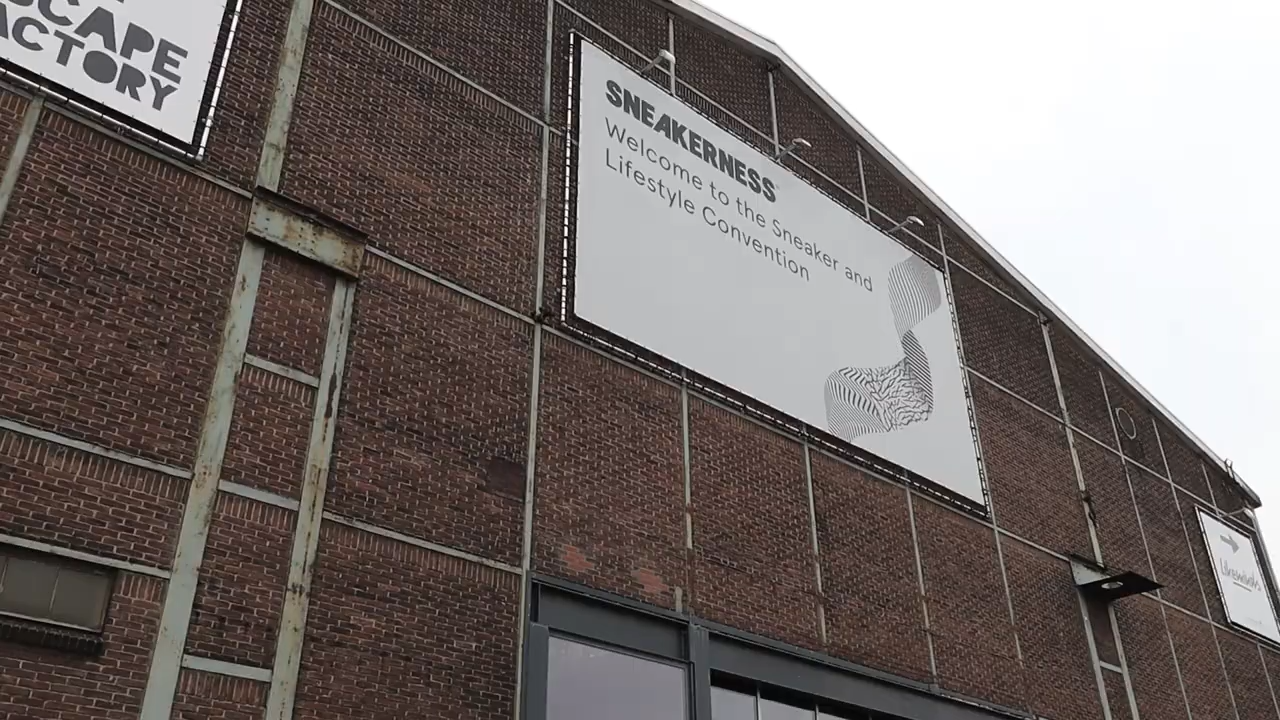 SCAPE
ACTORY
SNEAKERNESS
Welcome to the Sneaker and
Lifestyle Convention